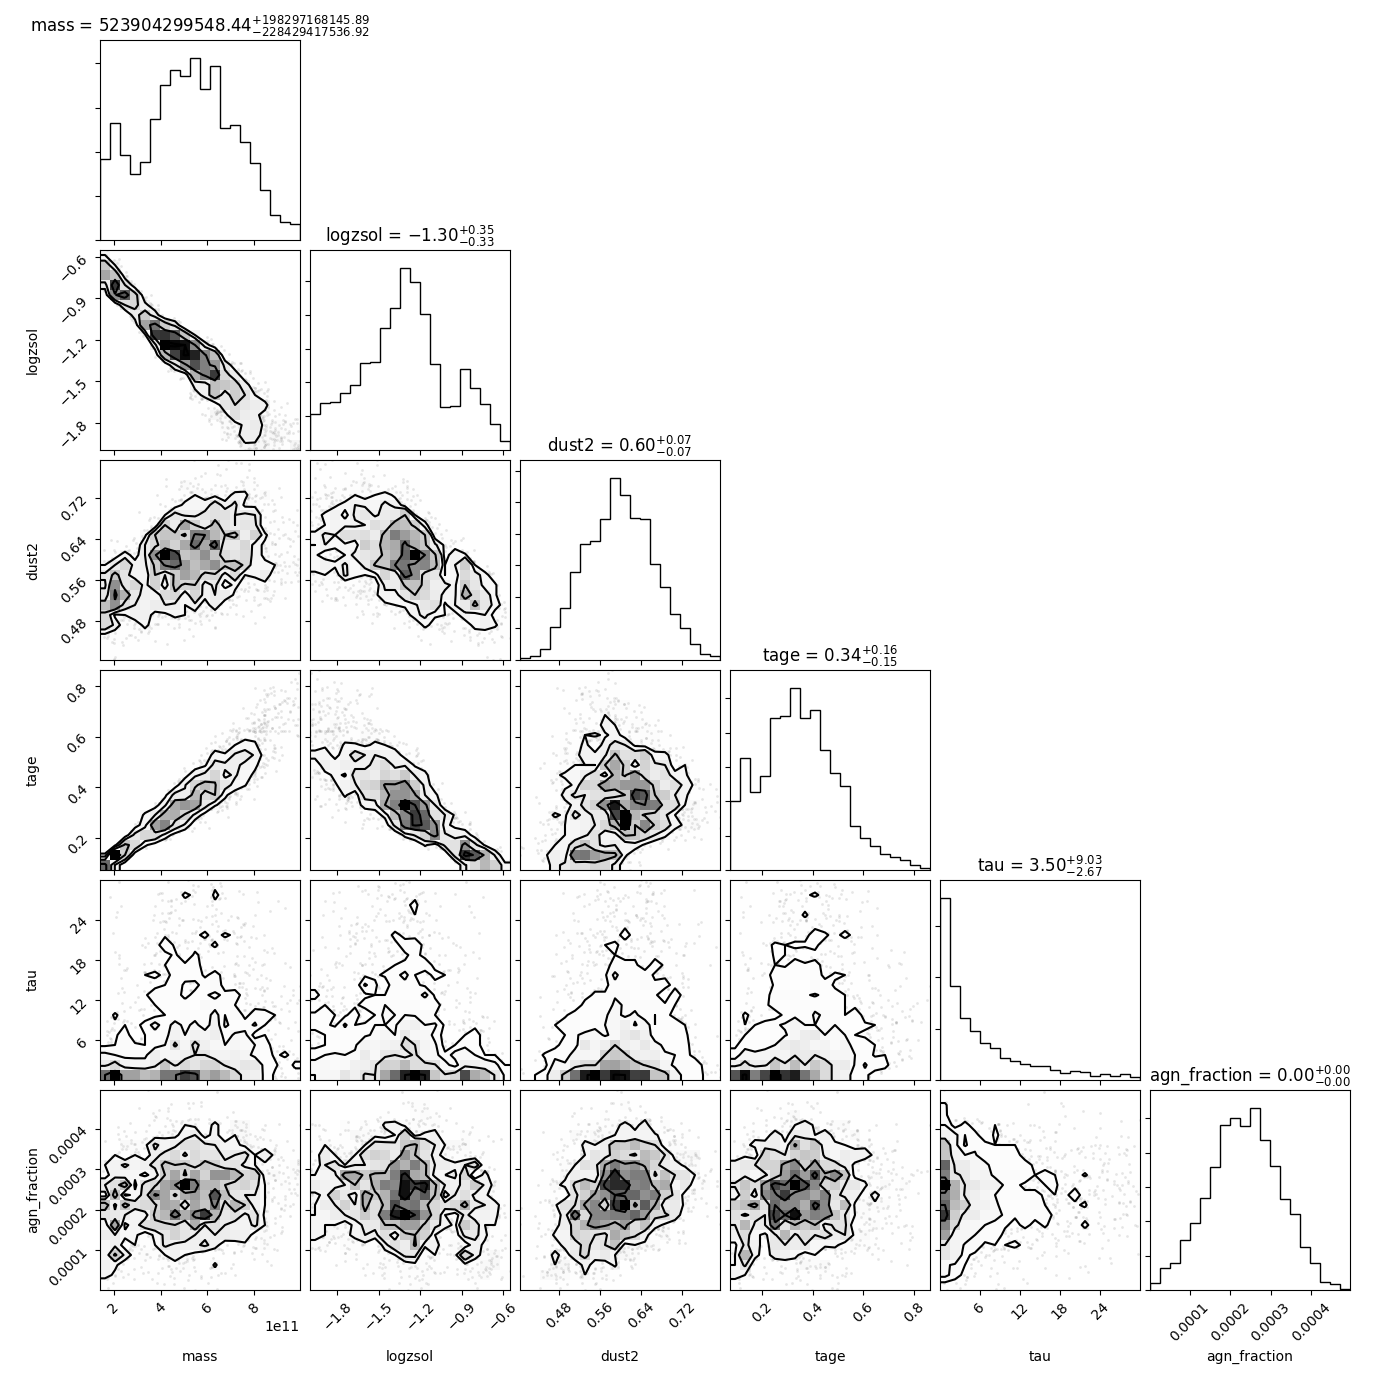 mass = 523904299548.44 +198297168145.89 −228429417536.92
logzsol = −1.30 +0.35 −0.33
dust2 = 0.60 +0.07 −0.07
tage = 0.34 +0.16 −0.15
tau = 3.50 +9.03 −2.67
agn_fraction = 0.00 +0.00 −0.00
logzsol
−0.6
−0.9
−1.2
−1.5
−1.8
dust2
0.72
0.64
0.56
0.48
tage
0.8
0.6
0.4
0.2
tau
24
18
12
6
agn_fraction
0.0004
0.0003
0.0002
0.0001
2 4 6 8
1e11
mass
−1.8 −1.5 −1.2 −0.9 −0.6
logzsol
0.48 0.56 0.64 0.72
dust2
0.2 0.4 0.6 0.8
tage
6 12 18 24
tau
0.0001 0.0002 0.0003 0.0004
agn_fraction